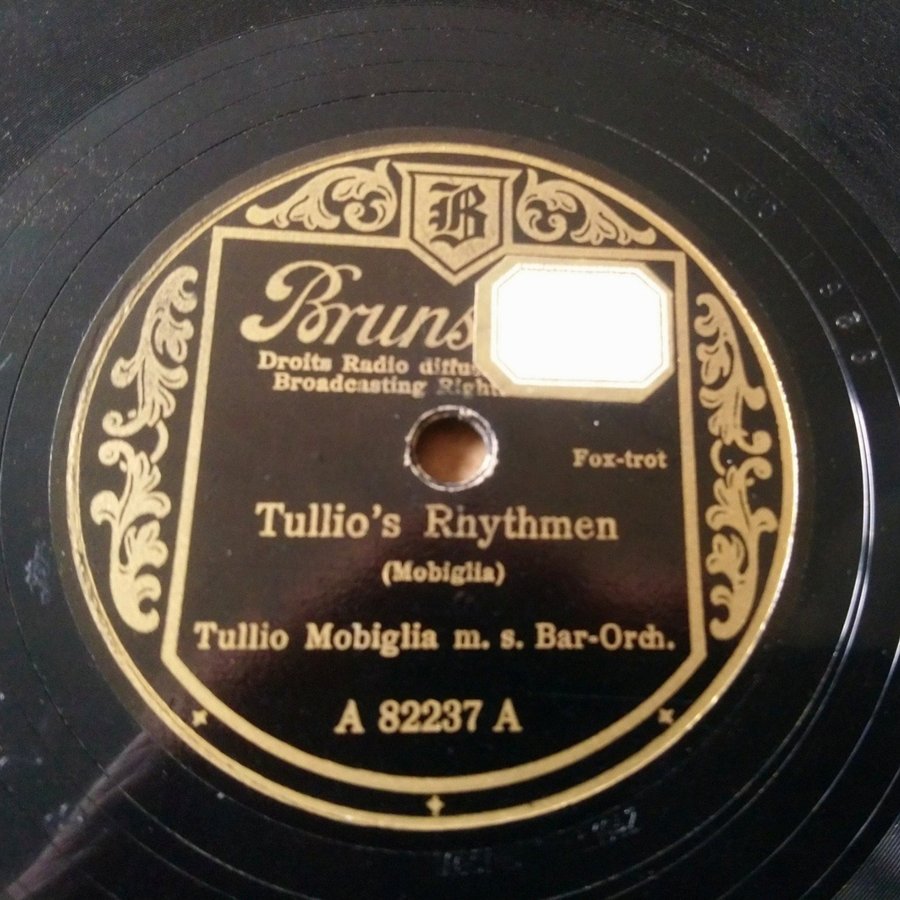 B
Bruns
Droits Radio diffu
Broadcasting Right
Fox-trot
Tullio's Rhythmen
(Mobiglia)
Tullio Mobiglia m. s. Bar-Orch.
A 82237 A